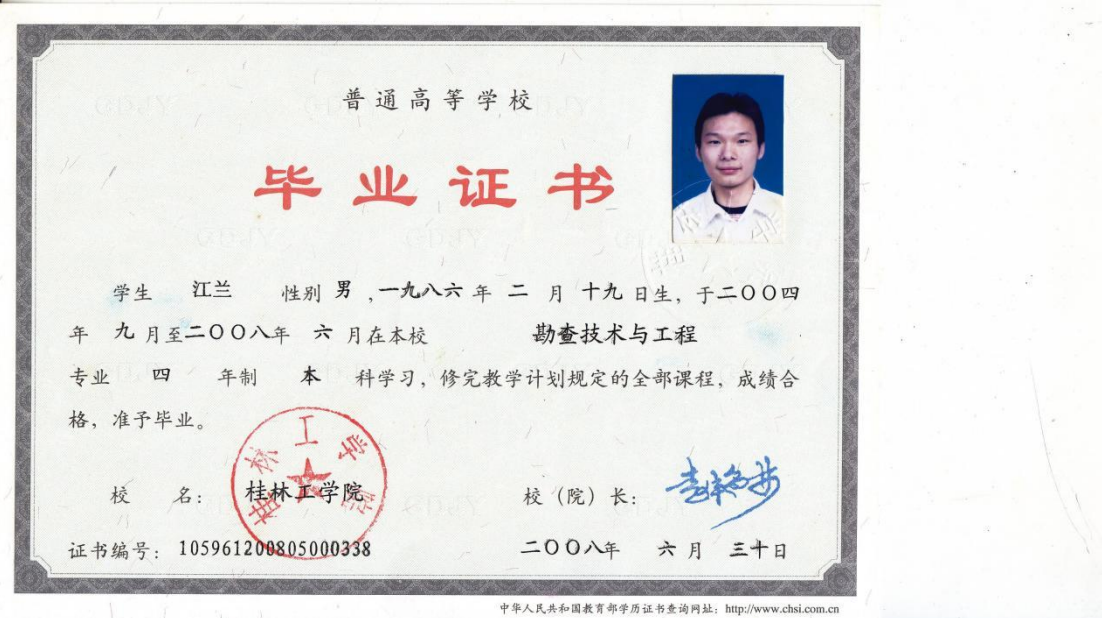 普通高等学校
毕业证书
学生 江兰 性别 男 ,一九八六 年 二 月 十九 日生，于二〇〇四
年 九 月至二〇〇八年 六 月在本校 勘查技术与工程
专业 四 年制 本 科学习，修完教学计划规定的全部课程，成绩合
格，准予毕业。
桂林工学院
校 名： 桂林工学院 校（院）长：
证书编号： 105961200805000338 二〇〇八年 六 月 三十日
中华人民共和国教育部学历证书查询网址：http://www.chsi.com.cn